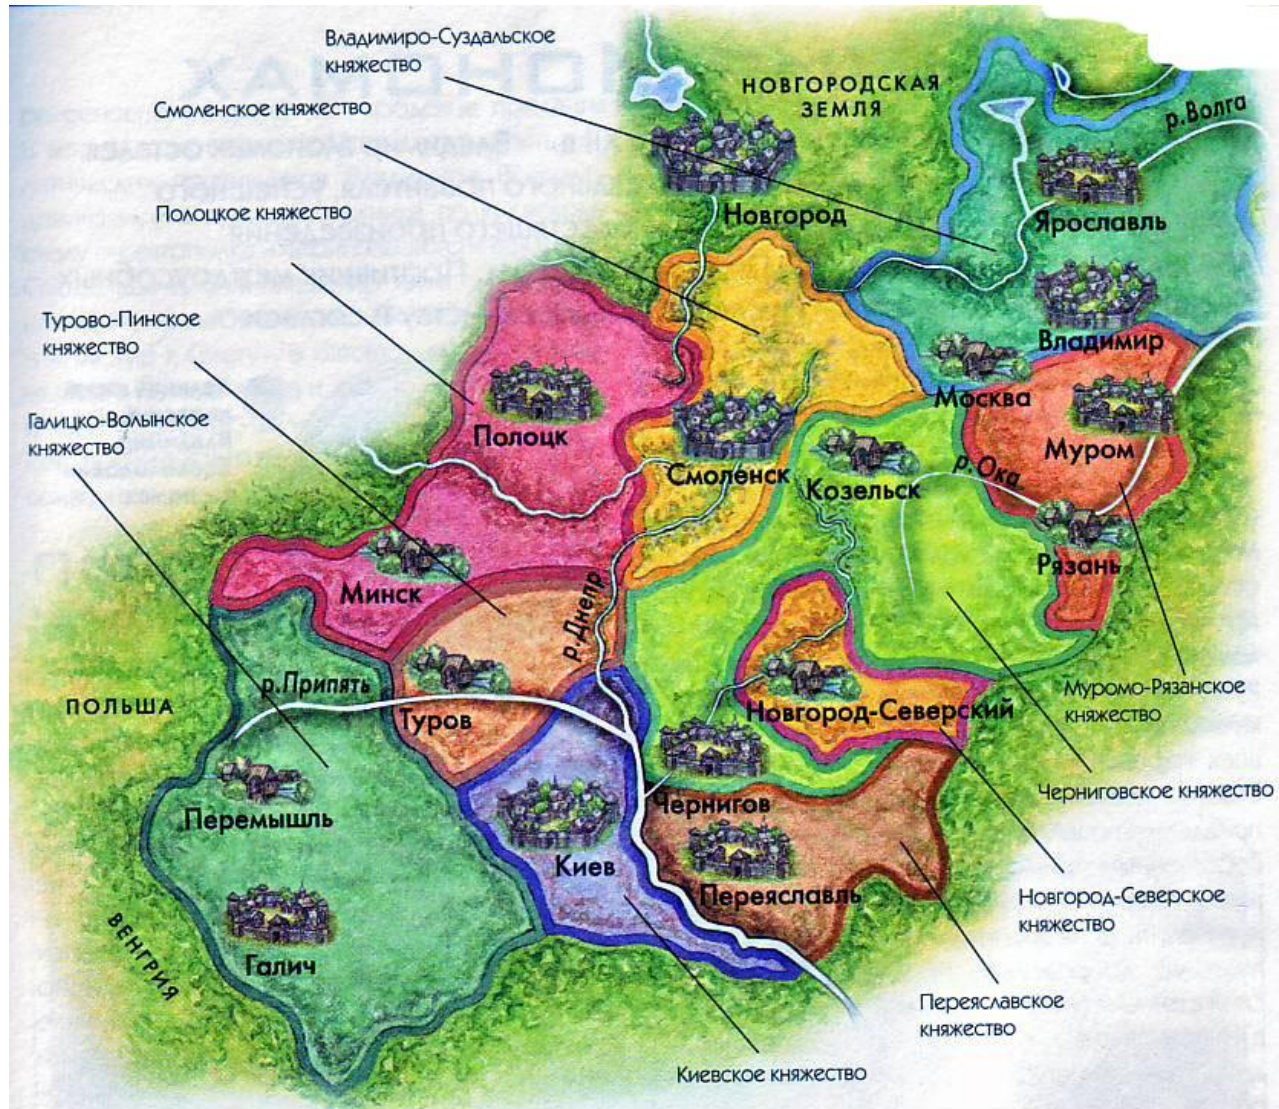 Владимиро-Суздальское
княжество
Смоленское княжество
Полоцкое княжество
Турово-Пинское
княжество
Галицко-Волынское
княжество
НОВГОРОДСКАЯ
ЗЕМЛЯ
р.Волга
Новгород
Ярославль
Владимир
Москва
Муром
Полоцк
Смоленск
Козельск
р.Ока
Рязань
Минск
р.Днепр
ПОЛЬША
р.Припять
Туров
Новгород-Северский
Муромо-Рязанское
княжество
Перемышль
Чернигов
Черниговское княжество
Киев
Переяславль
Новгород-Северское
княжество
ВЕНГРИЯ
Галич
Переяславское
княжество
Киевское княжество